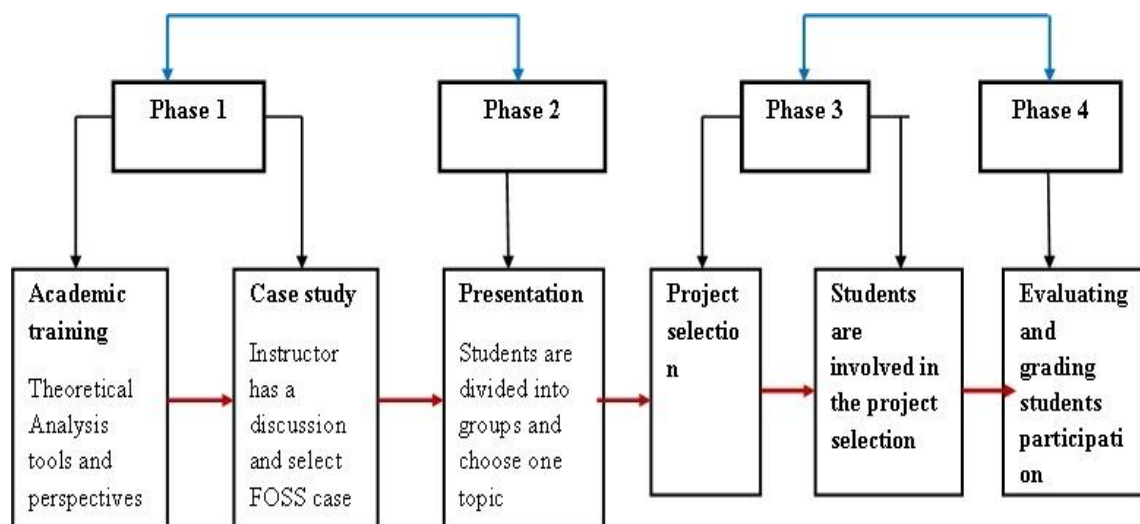 Phase 1
Phase 2
Phase 3
Phase 4
Academic
training
Theoretical
Analysis
tools and
perspectives
Case study
Instructor
has a
discussion
and select
FOSS case
Presentation
Students are
divided into
groups and
choose one
topic
Project
selectio
n
Students
are
involved in
the project
selection
Evaluating
and
grading
students
participati
on